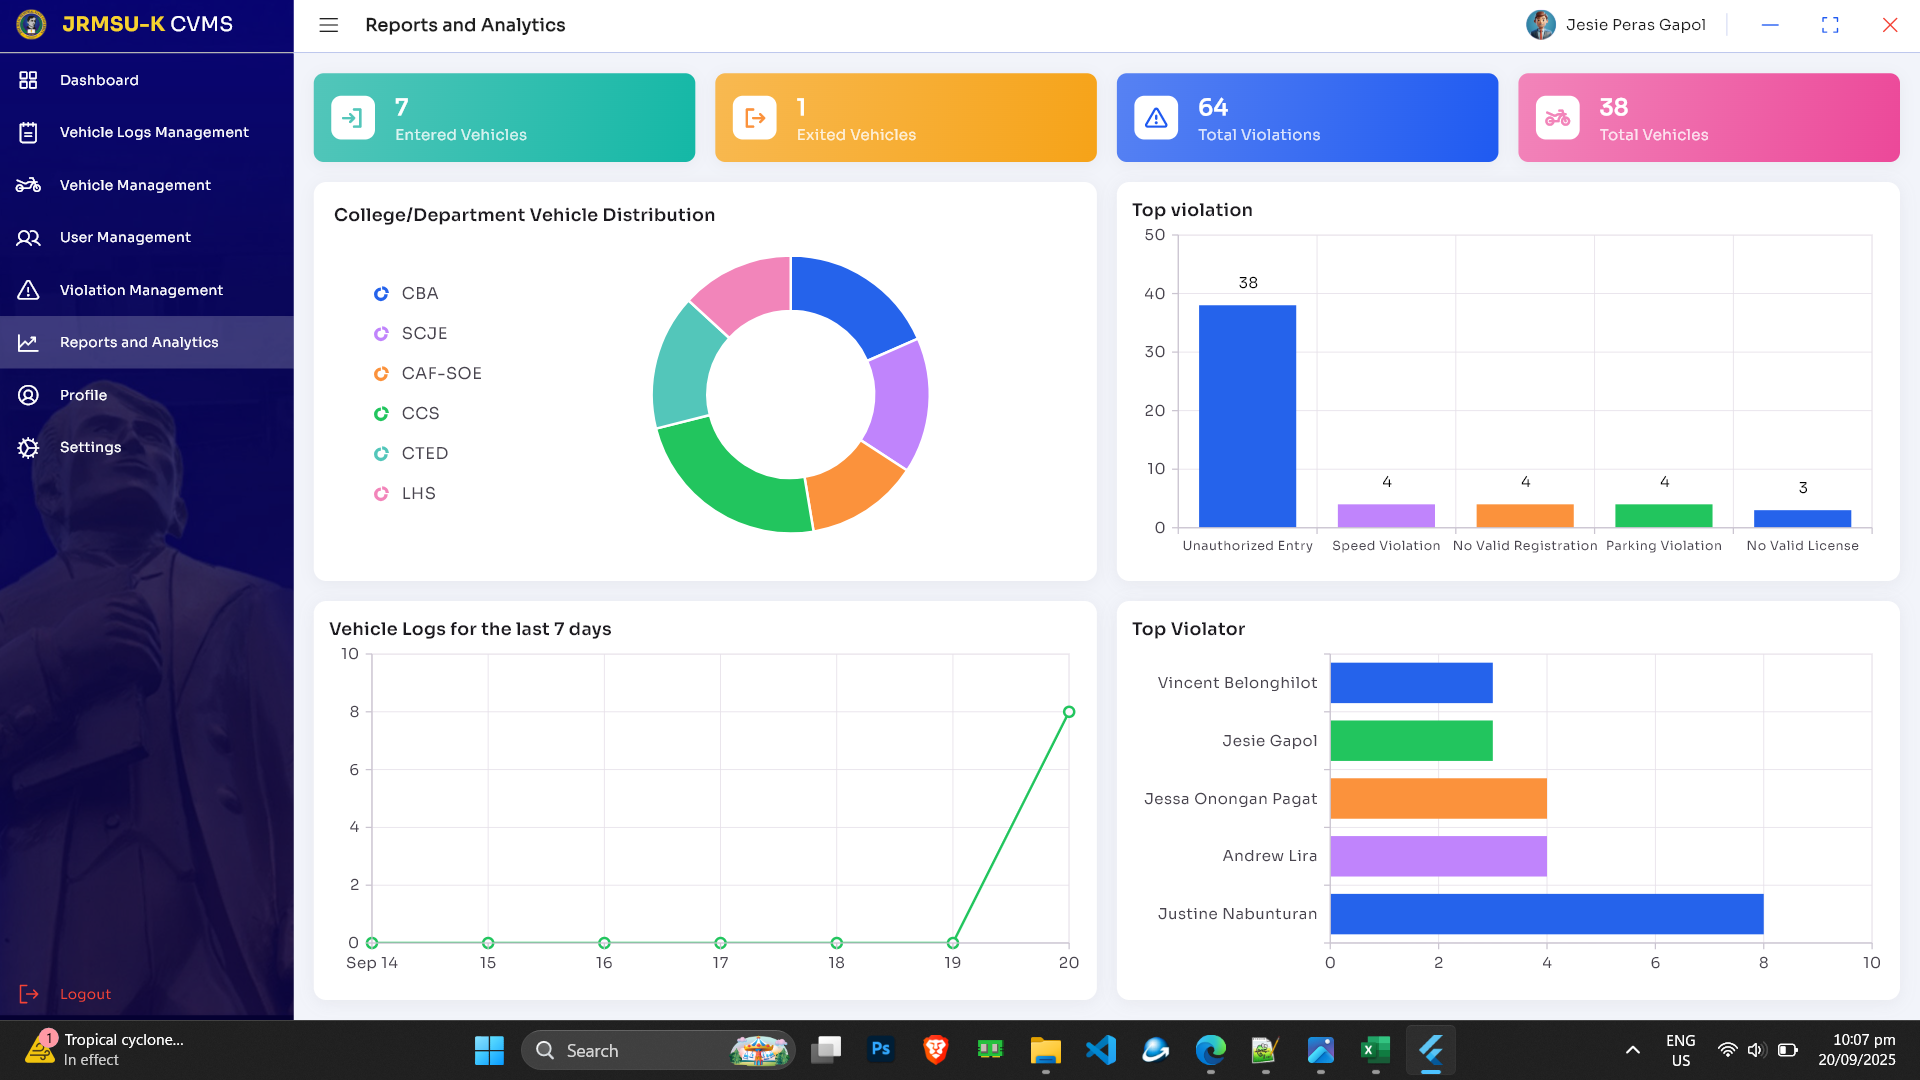 JRMSU-K CVMS
Dashboard
Vehicle Logs Management
Vehicle Management
User Management
Violation Management
Reports and Analytics
Profile
Settings
Logout
Reports and Analytics
Jesie Peras Gapol
7
Entered Vehicles
1
Exited Vehicles
64
Total Violations
38
Total Vehicles
College/Department Vehicle Distribution
CBA
SCJE
CAF-SOE
CCS
CTED
LHS
Top violation
50
40
30
20
10
0
38
4
4
4
3
Unauthorized Entry
Speed Violation
No Valid Registration
Parking Violation
No Valid License
Vehicle Logs for the last 7 days
10
8
6
4
2
0
Sep 14
15
16
17
18
19
20
Top Violator
Vincent Belonghilot
Jesie Gapol
Jessa Onongan Pagat
Andrew Lira
Justine Nabunturan
0
2
4
6
8
10
1
Tropical cyclone...
In effect
Search
Ps
ENG
US
10:07 pm
20/09/2025